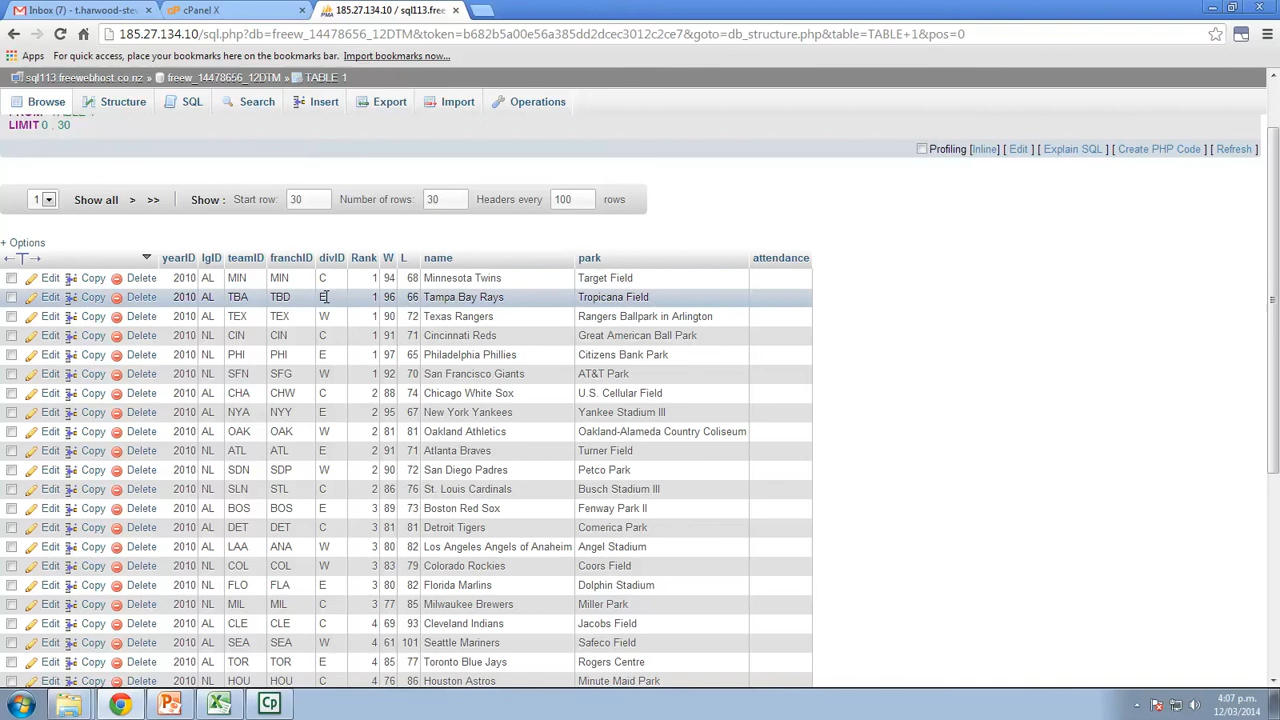 Inbox (7) - t.harwood-ste
cPanel X
185.27.134.10 / sql113.free
185.27.134.10/sql.php?db=freew_14478656_12DTM&token=b682b5a00e56a385dd2dcec3012c2ce7&goto=db_structure.php&table=TABLE+1&pos=0
Apps For quick access, place your bookmarks here on the bookmarks bar. Import bookmarks now...
sql113.freewebhost.co.nz » freew_14478656_12DTM » TABLE 1
Browse Structure SQL Search Insert Export Import Operations
LIMIT 0 , 30
Profiling [Inline] [ Edit ] [ Explain SQL ] [ Create PHP Code ] [ Refresh ]
1 Show all > >> Show : Start row: 30 Number of rows: 30 Headers every 100 rows
+ Options
←T→ yearID lgID teamID franchID divID Rank W L name park attendance
Edit Copy Delete 2010 AL MIN MIN C 1 94 68 Minnesota Twins Target Field
Edit Copy Delete 2010 AL TBA TBD E 1 96 66 Tampa Bay Rays Tropicana Field
Edit Copy Delete 2010 AL TEX TEX W 1 90 72 Texas Rangers Rangers Ballpark in Arlington
Edit Copy Delete 2010 NL CIN CIN C 1 91 71 Cincinnati Reds Great American Ball Park
Edit Copy Delete 2010 NL PHI PHI E 1 97 65 Philadelphia Phillies Citizens Bank Park
Edit Copy Delete 2010 NL SFN SFG W 1 92 70 San Francisco Giants AT&T Park
Edit Copy Delete 2010 AL CHA CHW C 2 88 74 Chicago White Sox U.S. Cellular Field
Edit Copy Delete 2010 AL NYA NYY E 2 95 67 New York Yankees Yankee Stadium III
Edit Copy Delete 2010 AL OAK OAK W 2 81 81 Oakland Athletics Oakland-Alameda Country Coliseum
Edit Copy Delete 2010 NL ATL ATL E 2 91 71 Atlanta Braves Turner Field
Edit Copy Delete 2010 NL SDN SDP W 2 90 72 San Diego Padres Petco Park
Edit Copy Delete 2010 NL SLN STL C 2 86 76 St. Louis Cardinals Busch Stadium III
Edit Copy Delete 2010 AL BOS BOS E 3 89 73 Boston Red Sox Fenway Park II
Edit Copy Delete 2010 AL DET DET C 3 81 81 Detroit Tigers Comerica Park
Edit Copy Delete 2010 AL LAA ANA W 3 80 82 Los Angeles Angels of Anaheim Angel Stadium
Edit Copy Delete 2010 NL COL COL W 3 83 79 Colorado Rockies Coors Field
Edit Copy Delete 2010 NL FLO FLA E 3 80 82 Florida Marlins Dolphin Stadium
Edit Copy Delete 2010 NL MIL MIL C 3 77 85 Milwaukee Brewers Miller Park
Edit Copy Delete 2010 AL CLE CLE C 4 69 93 Cleveland Indians Jacobs Field
Edit Copy Delete 2010 AL SEA SEA W 4 61 101 Seattle Mariners Safeco Field
Edit Copy Delete 2010 AL TOR TOR E 4 85 77 Toronto Blue Jays Rogers Centre
Edit Copy Delete 2010 NL HOU HOU C 4 76 86 Houston Astros Minute Maid Park
Cp
4:07 p.m.
12/03/2014